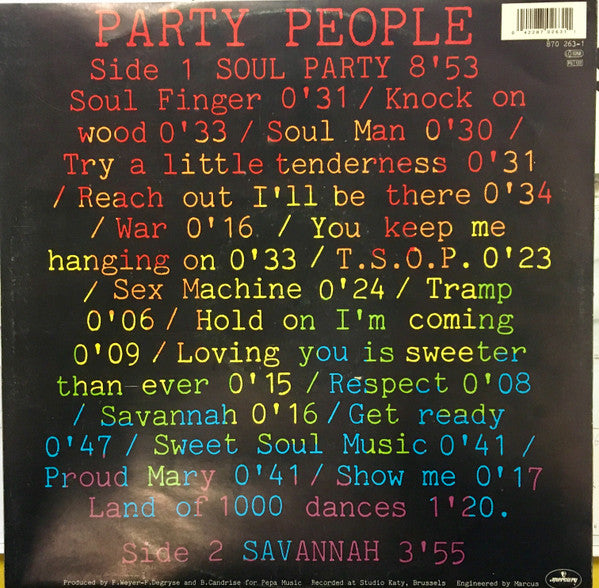 PARTY PEOPLE
870 263-1
Side 1 SOUL PARTY 8'53
Soul Finger 0'31 / Knock on
wood 0'33 / Soul Man 0'30 /
Try a little tenderness 0'31
/ Reach out I'll be there 0'34
/ War 0'16 / You keep me
hanging on 0'33 / T.S.O.P. 0'23
/ Sex Machine 0'24 / Tramp
0'06 / Hold on I'm coming
0'09 / Loving you is sweeter
than ever 0'15 / Respect 0'08
/ Savannah 0'16 / Get ready
0'47 / Sweet Soul Music 0'41 /
Proud Mary 0'41 / Show me 0'17
Land of 1000 dances 1'20.
Side 2 SAVANNAH 3'55
Produced by P.Weyer-P.Degryse and B.Candrise for Pepa Music Recorded at Studio Katy, Brussels Engineered by Marcus
mercury